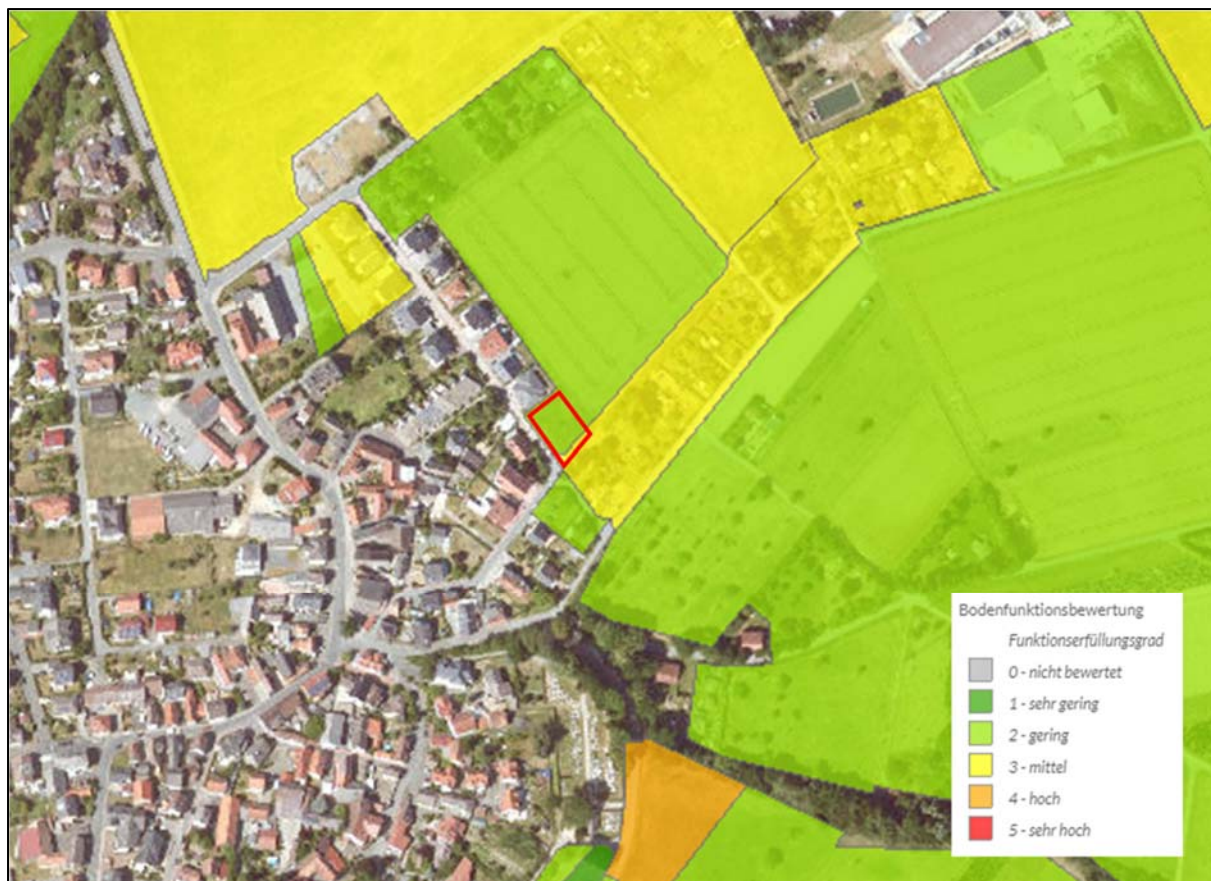 Bodenfunktionsbewertung
Funktionserfüllungsgrad
0 - nicht bewertet
1 - sehr gering
2 - gering
3 - mittel
4 - hoch
5 - sehr hoch